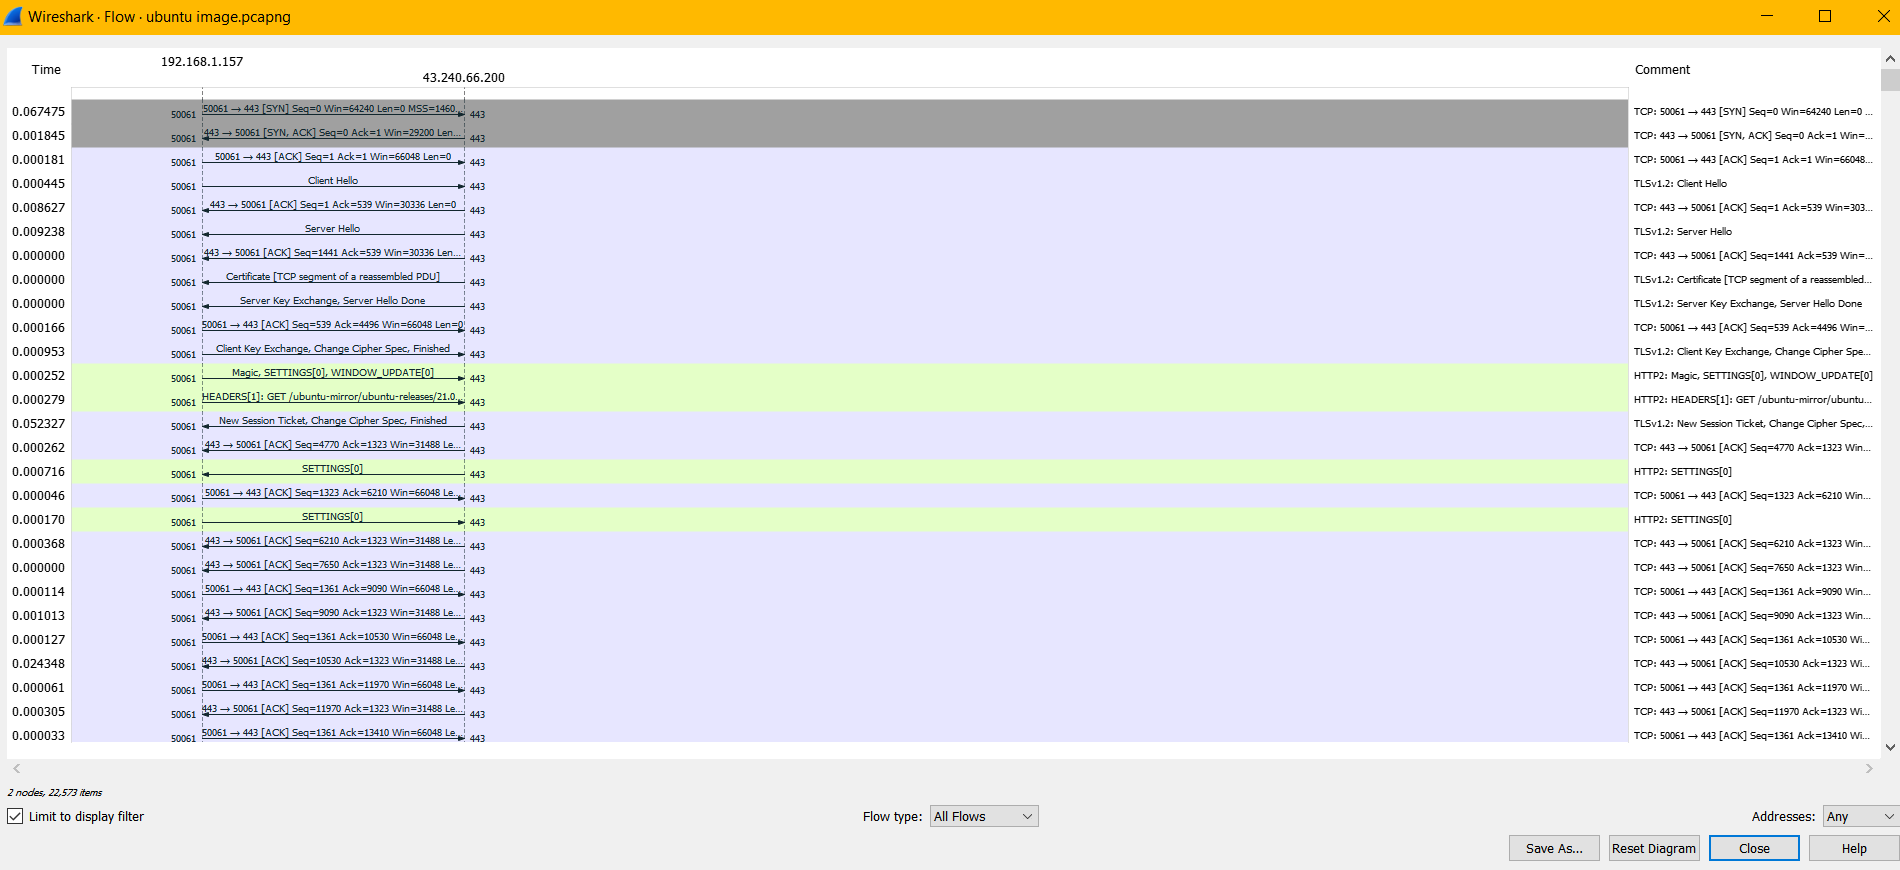 Wireshark · Flow · ubuntu image.pcapng
Time 192.168.1.157 43.240.66.200 Comment
0.067475 50061 50061 → 443 [SYN] Seq=0 Win=64240 Len=0 MSS=1460... 443 TCP: 50061 → 443 [SYN] Seq=0 Win=64240 Len=0 ...
0.001845 50061 443 → 50061 [SYN, ACK] Seq=0 Ack=1 Win=29200 Len... 443 TCP: 443 → 50061 [SYN, ACK] Seq=0 Ack=1 Win=...
0.000181 50061 50061 → 443 [ACK] Seq=1 Ack=1 Win=66048 Len=0 443 TCP: 50061 → 443 [ACK] Seq=1 Ack=1 Win=66048...
0.000445 50061 Client Hello 443 TLSv1.2: Client Hello
0.008627 50061 443 → 50061 [ACK] Seq=1 Ack=539 Win=30336 Len=0 443 TCP: 443 → 50061 [ACK] Seq=1 Ack=539 Win=303...
0.009238 50061 Server Hello 443 TLSv1.2: Server Hello
0.000000 50061 443 → 50061 [ACK] Seq=1441 Ack=539 Win=30336 Len... 443 TCP: 443 → 50061 [ACK] Seq=1441 Ack=539 Win=...
0.000000 50061 Certificate [TCP segment of a reassembled PDU] 443 TLSv1.2: Certificate [TCP segment of a reassembled...
0.000000 50061 Server Key Exchange, Server Hello Done 443 TLSv1.2: Server Key Exchange, Server Hello Done
0.000166 50061 50061 → 443 [ACK] Seq=539 Ack=4496 Win=66048 Len=0 443 TCP: 50061 → 443 [ACK] Seq=539 Ack=4496 Win=...
0.000953 50061 Client Key Exchange, Change Cipher Spec, Finished 443 TLSv1.2: Client Key Exchange, Change Cipher Spe...
0.000252 50061 Magic, SETTINGS[0], WINDOW_UPDATE[0] 443 HTTP2: Magic, SETTINGS[0], WINDOW_UPDATE[0]
0.000279 50061 HEADERS[1]: GET /ubuntu-mirror/ubuntu-releases/21.0... 443 HTTP2: HEADERS[1]: GET /ubuntu-mirror/ubuntu...
0.052327 50061 New Session Ticket, Change Cipher Spec, Finished 443 TLSv1.2: New Session Ticket, Change Cipher Spec,...
0.000262 50061 443 → 50061 [ACK] Seq=4770 Ack=1323 Win=31488 Le... 443 TCP: 443 → 50061 [ACK] Seq=4770 Ack=1323 Win...
0.000716 50061 SETTINGS[0] 443 HTTP2: SETTINGS[0]
0.000046 50061 50061 → 443 [ACK] Seq=1323 Ack=6210 Win=66048 Le... 443 TCP: 50061 → 443 [ACK] Seq=1323 Ack=6210 Win...
0.000170 50061 SETTINGS[0] 443 HTTP2: SETTINGS[0]
0.000368 50061 443 → 50061 [ACK] Seq=6210 Ack=1323 Win=31488 Le... 443 TCP: 443 → 50061 [ACK] Seq=6210 Ack=1323 Win...
0.000000 50061 443 → 50061 [ACK] Seq=7650 Ack=1323 Win=31488 Le... 443 TCP: 443 → 50061 [ACK] Seq=7650 Ack=1323 Win...
0.000114 50061 50061 → 443 [ACK] Seq=1361 Ack=9090 Win=66048 Le... 443 TCP: 50061 → 443 [ACK] Seq=1361 Ack=9090 Win...
0.001013 50061 443 → 50061 [ACK] Seq=9090 Ack=1323 Win=31488 Le... 443 TCP: 443 → 50061 [ACK] Seq=9090 Ack=1323 Win...
0.000127 50061 50061 → 443 [ACK] Seq=1361 Ack=10530 Win=66048 Le... 443 TCP: 50061 → 443 [ACK] Seq=1361 Ack=10530 Wi...
0.024348 50061 443 → 50061 [ACK] Seq=10530 Ack=1323 Win=31488 Le... 443 TCP: 443 → 50061 [ACK] Seq=10530 Ack=1323 Wi...
0.000061 50061 50061 → 443 [ACK] Seq=1361 Ack=11970 Win=66048 Le... 443 TCP: 50061 → 443 [ACK] Seq=1361 Ack=11970 Wi...
0.000305 50061 443 → 50061 [ACK] Seq=11970 Ack=1323 Win=31488 Le... 443 TCP: 443 → 50061 [ACK] Seq=11970 Ack=1323 Wi...
0.000033 50061 50061 → 443 [ACK] Seq=1361 Ack=13410 Win=66048 Le... 443 TCP: 50061 → 443 [ACK] Seq=1361 Ack=13410 Wi...
2 nodes, 22,573 items
Limit to display filter Flow type: All Flows Addresses: Any
Save As... Reset Diagram Close Help